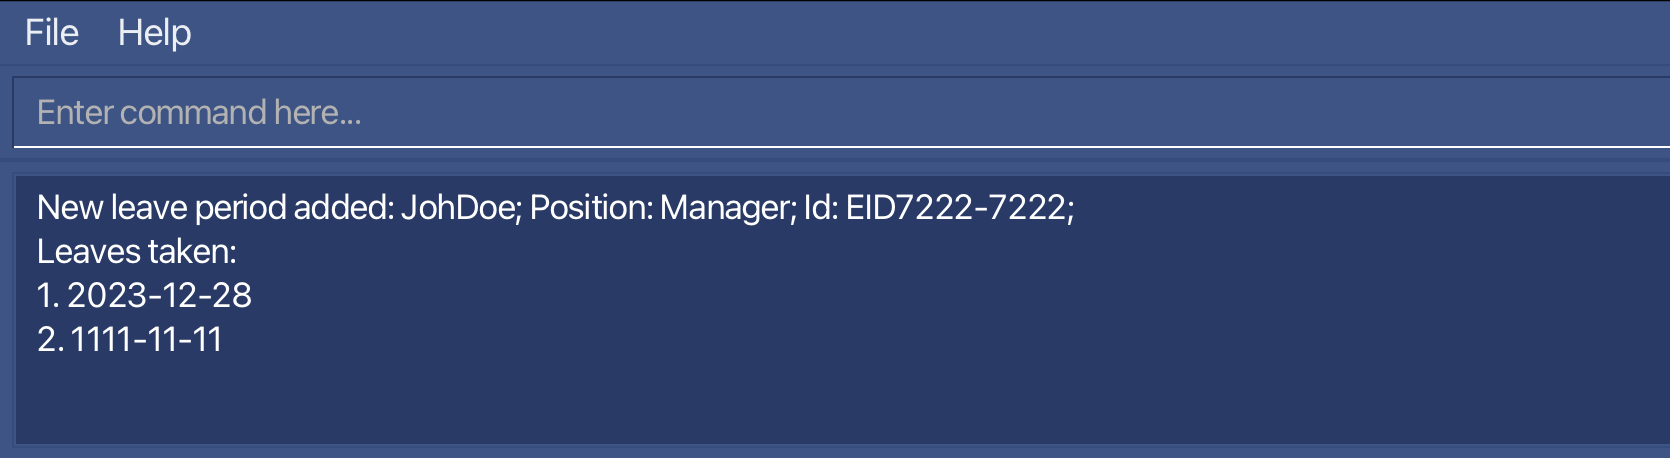 File Help
Enter command here...
New leave period added: JohDoe; Position: Manager; Id: EID7222-7222;
Leaves taken:
1. 2023-12-28
2. 1111-11-11